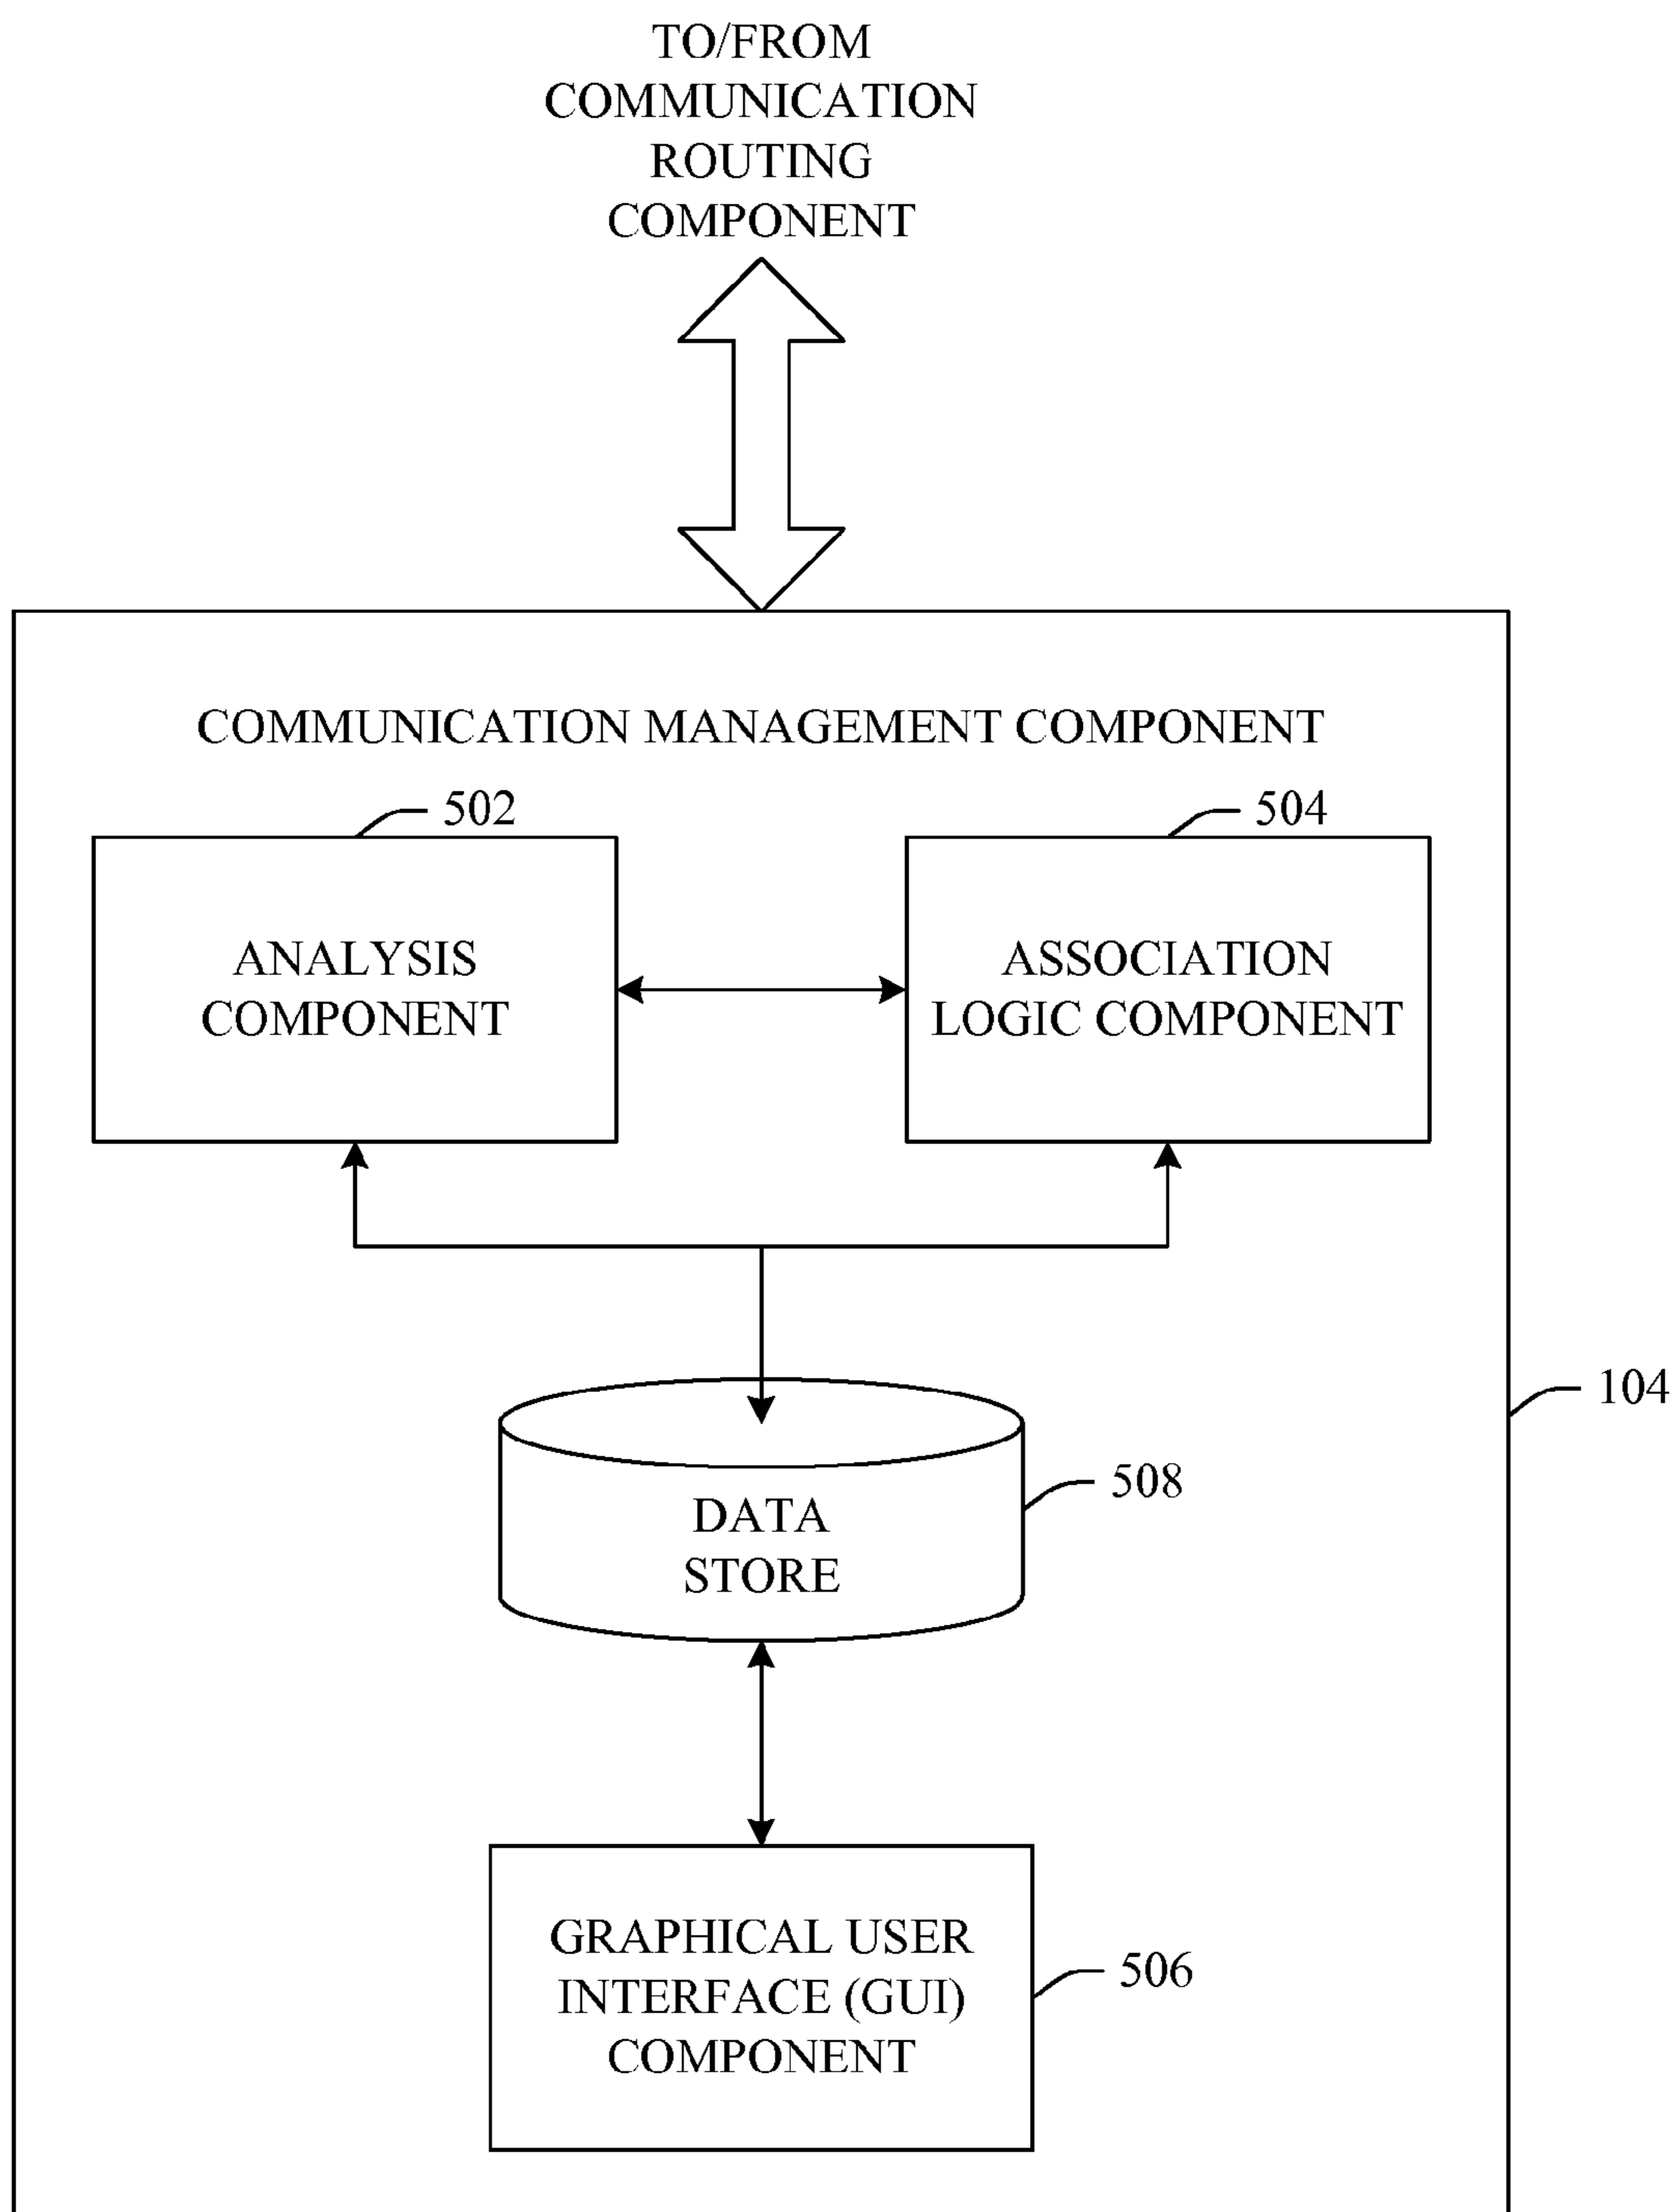 TO/FROM
COMMUNICATION
ROUTING
COMPONENT
COMMUNICATION MANAGEMENT COMPONENT
502
504
ANALYSIS
COMPONENT
ASSOCIATION
LOGIC COMPONENT
104
508
DATA
STORE
GRAPHICAL USER
INTERFACE (GUI)
COMPONENT
506